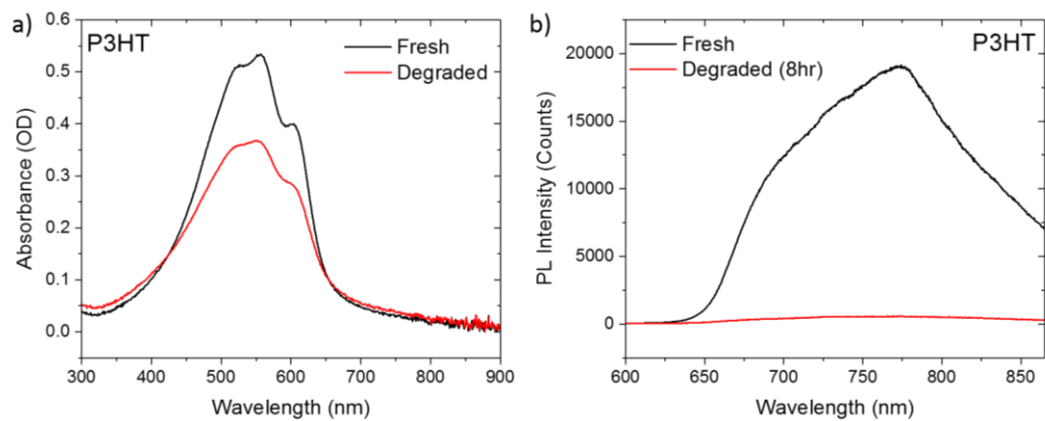 a)
P3HT
Fresh
Degraded
0.6
0.5
0.4
0.3
0.2
0.1
0.0
Absorbance (OD)
300 400 500 600 700 800 900
Wavelength (nm)
b)
P3HT
Fresh
Degraded (8hr)
20000
15000
10000
5000
0
PL Intensity (Counts)
600 650 700 750 800 850
Wavelength (nm)